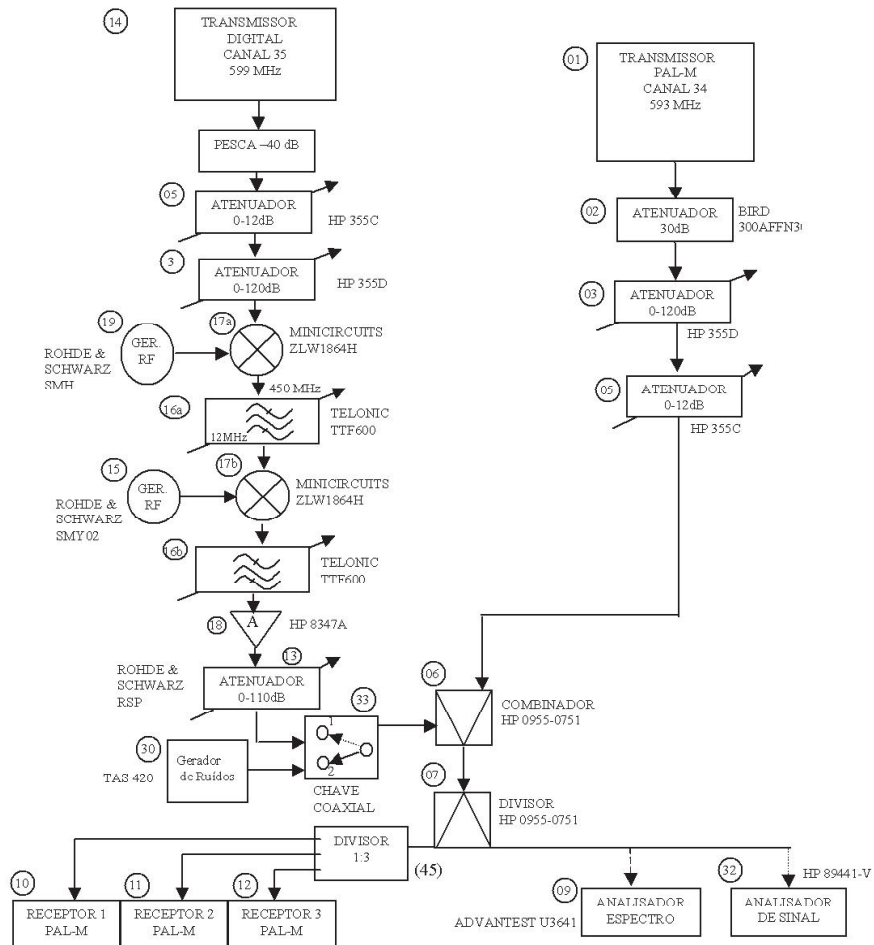 14
TRANSMISSOR
DIGITAL
CANAL 35
599 MHz
01
TRANSMISSOR
PAL-M
CANAL 34
593 MHz
PESCA –40 dB
05
ATENUADOR
0-12dB
HP 355C
02
ATENUADOR
30dB
BIRD
3
ATENUADOR
0-120dB
HP 355D
03
ATENUADOR
0-120dB
HP 355D
19
GER.
RF
ROHDE &
SCHWARZ
SMH
17a
MINICIRCUITS
ZLW1864H
450 MHz
05
ATENUADOR
0-12dB
HP 355C
16a
12MHz
TELONIC
TTF600
15
GER.
RF
ROHDE &
SCHWARZ
SMY02
17b
MINICIRCUITS
ZLW1864H
16b
TELONIC
TTF600
18
A
HP 8347A
13
ROHDE &
SCHWARZ
RSP
ATENUADOR
0-110dB
33
1
2
CHAVE
COAXIAL
06
COMBINADOR
HP 0955-0751
30
TAS 420
Gerador
de Ruídos
07
DIVISOR
HP 0955-0751
DIVISOR
1:3
(45)
10
RECEPTOR 1
PAL-M
11
RECEPTOR 2
PAL-M
12
RECEPTOR 3
PAL-M
09
ADVANTEST U3641
ANALISADOR
ESPECTRO
32
HP 89441-V
ANALISADOR
DE SINAL